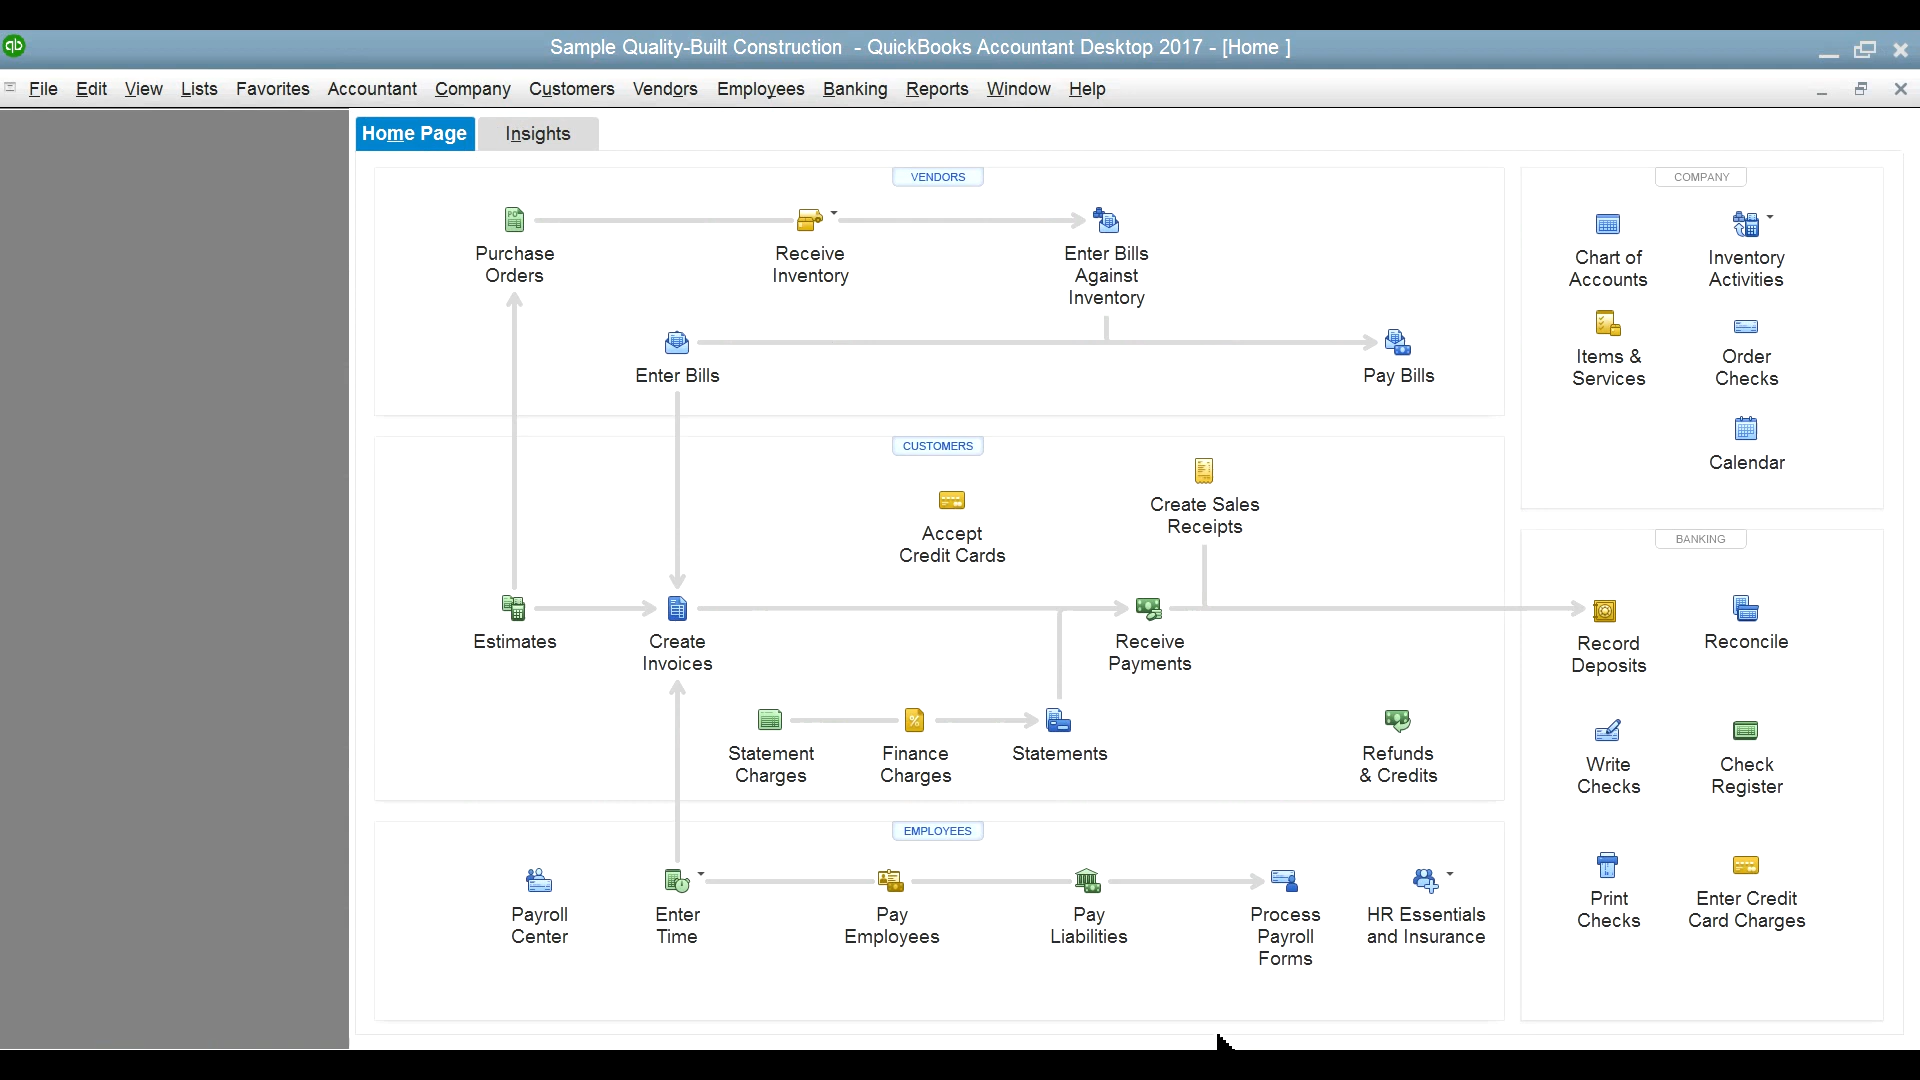 qb
Sample Quality-Built Construction - QuickBooks Accountant Desktop 2017 - [Home ]
File Edit View Lists Favorites Accountant Company Customers Vendors Employees Banking Reports Window Help
Home Page
Insights
VENDORS
Purchase
Orders
Receive
Inventory
Enter Bills
Against
Inventory
Enter Bills
Pay Bills
CUSTOMERS
Accept
Credit Cards
Create Sales
Receipts
Estimates
Create
Invoices
Receive
Payments
Statement
Charges
Finance
Charges
Statements
Refunds
& Credits
EMPLOYEES
Payroll
Center
Enter
Time
Pay
Employees
Pay
Liabilities
Process
Payroll
Forms
HR Essentials
and Insurance
COMPANY
Chart of
Accounts
Inventory
Activities
Items &
Services
Order
Checks
Calendar
BANKING
Record
Deposits
Reconcile
Write
Checks
Check
Register
Print
Checks
Enter Credit
Card Charges